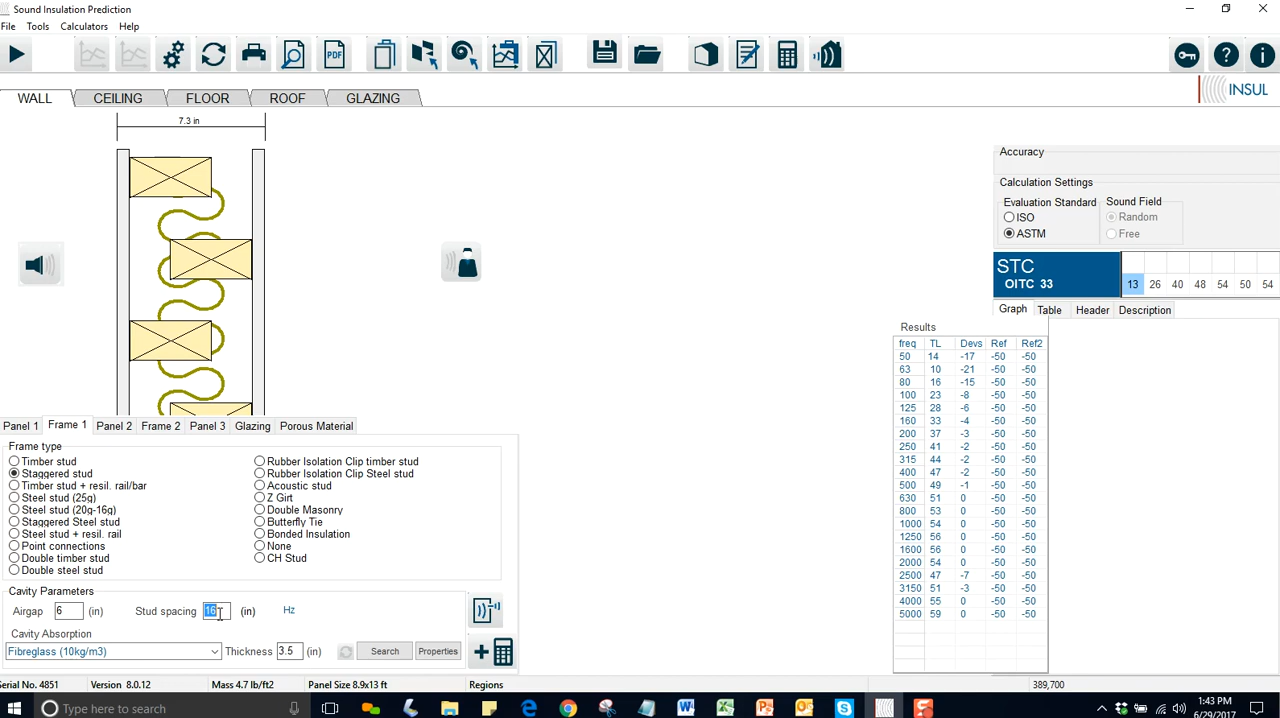 Sound Insulation Prediction
File Tools Calculators Help
PDF
WALL CEILING FLOOR ROOF GLAZING
INSUL
7.3 in
Accuracy
Calculation Settings
Evaluation Standard Sound Field
ISO Random
ASTM Free
STC
OITC 33 13 26 40 48 54 50 54
Graph Table Header Description
Results
freq TL Devs Ref Ref2
50 14 -17 -50 -50
63 10 -21 -50 -50
80 16 -15 -50 -50
100 23 -8 -50 -50
125 28 -6 -50 -50
160 33 -4 -50 -50
200 37 -3 -50 -50
250 41 -2 -50 -50
315 44 -2 -50 -50
400 47 -2 -50 -50
500 49 -1 -50 -50
630 51 0 -50 -50
800 53 0 -50 -50
1000 54 0 -50 -50
1250 56 0 -50 -50
1600 56 0 -50 -50
2000 54 0 -50 -50
2500 47 -7 -50 -50
3150 51 -3 -50 -50
4000 55 0 -50 -50
5000 59 0 -50 -50
Panel 1 Frame 1 Panel 2 Frame 2 Panel 3 Glazing Porous Material
Frame type
Timber stud Rubber Isolation Clip timber stud
Staggered stud Rubber Isolation Clip Steel stud
Timber stud + resil. rail/bar Acoustic stud
Steel stud (25g) Z Girt
Steel stud (20g-16g) Double Masonry
Staggered Steel stud Butterfly Tie
Steel stud + resil. rail Bonded Insulation
Point connections None
Double timber stud CH Stud
Double steel stud
Cavity Parameters
Airgap 6 (in) Stud spacing 16 (in) Hz
Cavity Absorption
Fibreglass (10kg/m3) Thickness 3.5 (in) Search Properties
Serial No. 4851 Version 8.0.12 Mass 4.7 lb/ft2 Panel Size 8.9x13 ft Regions 389,700
Type here to search
1:43 PM
6/29/2017